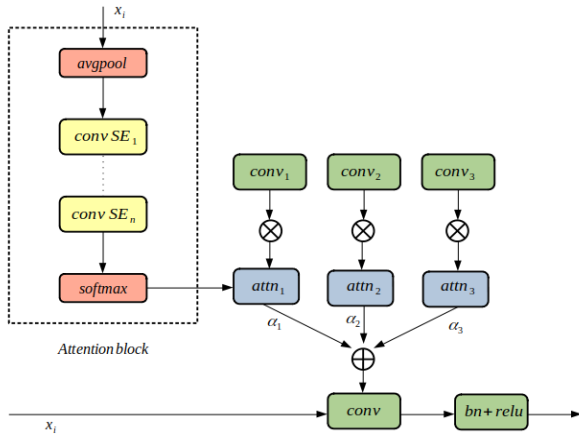 x_i
avgpool
conv SE_1
conv SE_n
softmax
Attention block
conv_1 conv_2 conv_3
attn_1 attn_2 attn_3
α_1 α_2 α_3
conv bn+relu
x_i